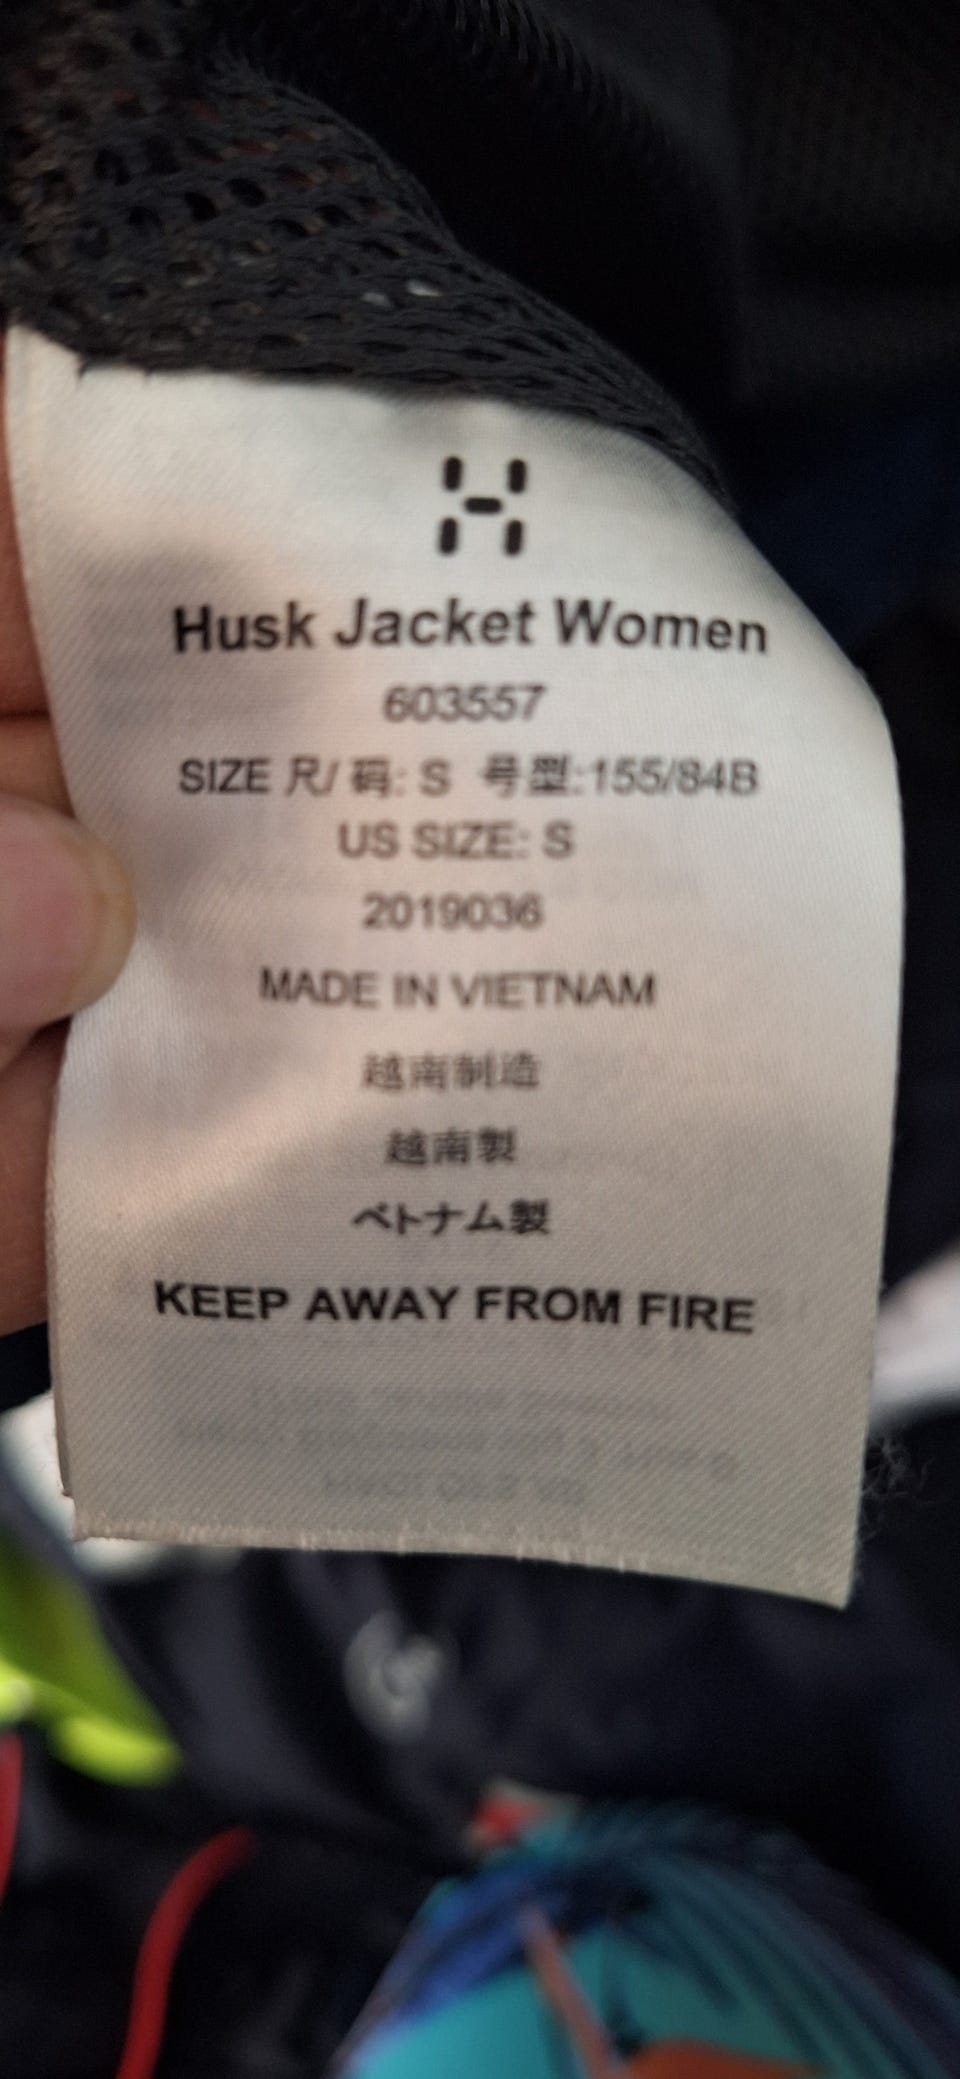 Husk Jacket Women
603557
SIZE 尺/ 码: S 号型:155/84B
US SIZE: S
2019036
MADE IN VIETNAM
越南制造
越南製
ベトナム製
KEEP AWAY FROM FIRE